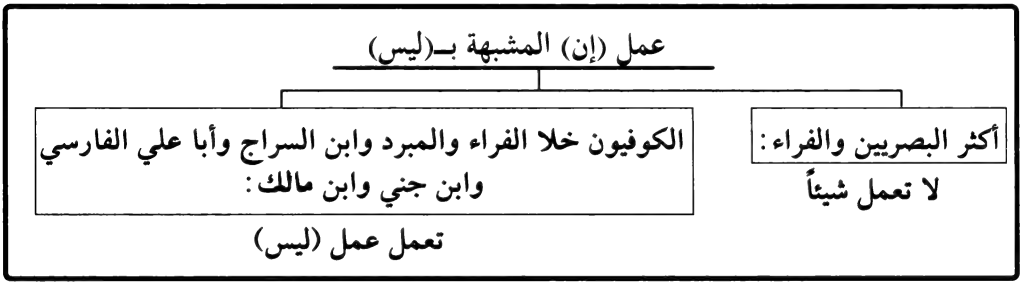 عمل (إن) المشبهة بـ(ليس)
أكثر البصريين والفراء:
لا تعمل شيئاً
الكوفيون خلا الفراء والمبرد وابن السراج وأبا علي الفارسي
وابن جني وابن مالك:
تعمل عمل (ليس)